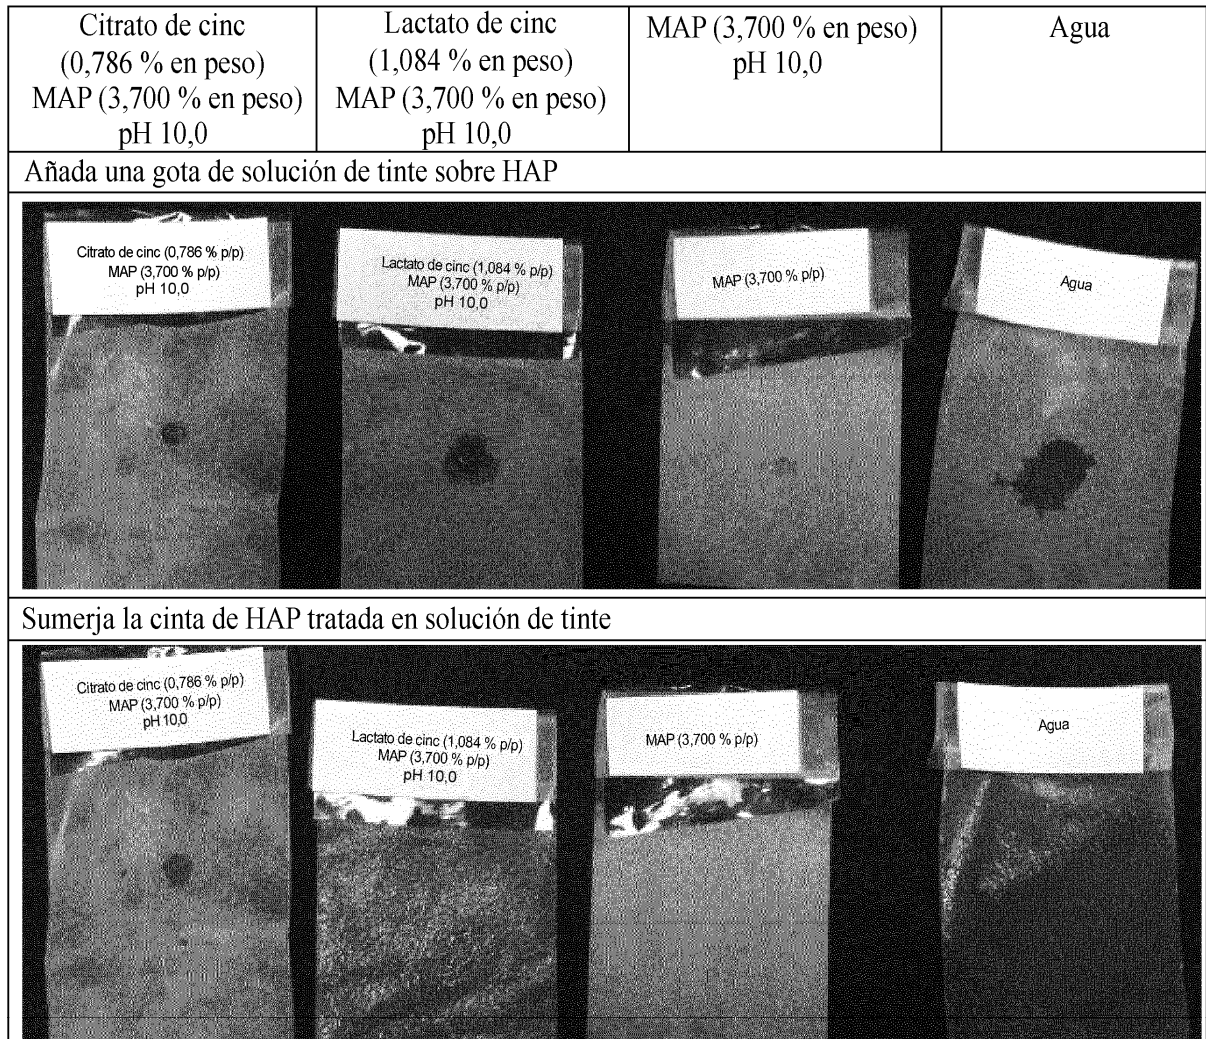 Citrato de cinc
(0,786 % en peso)
MAP (3,700 % en peso)
pH 10,0
Lactato de cinc
(1,084 % en peso)
MAP (3,700 % en peso)
pH 10,0
MAP (3,700 % en peso)
pH 10,0
Agua
Añada una gota de solución de tinte sobre HAP
Citrato de cinc (0,786 % p/p)
MAP (3,700 % p/p)
pH 10,0
Lactato de cinc (1,084 % p/p)
MAP (3,700 % p/p)
pH 10,0
MAP (3,700 % p/p)
Agua
Sumerja la cinta de HAP tratada en solución de tinte
Citrato de cinc (0,786 % p/p)
MAP (3,700 % p/p)
pH 10,0
Lactato de cinc (1,084 % p/p)
MAP (3,700 % p/p)
pH 10,0
MAP (3,700 % p/p)
Agua